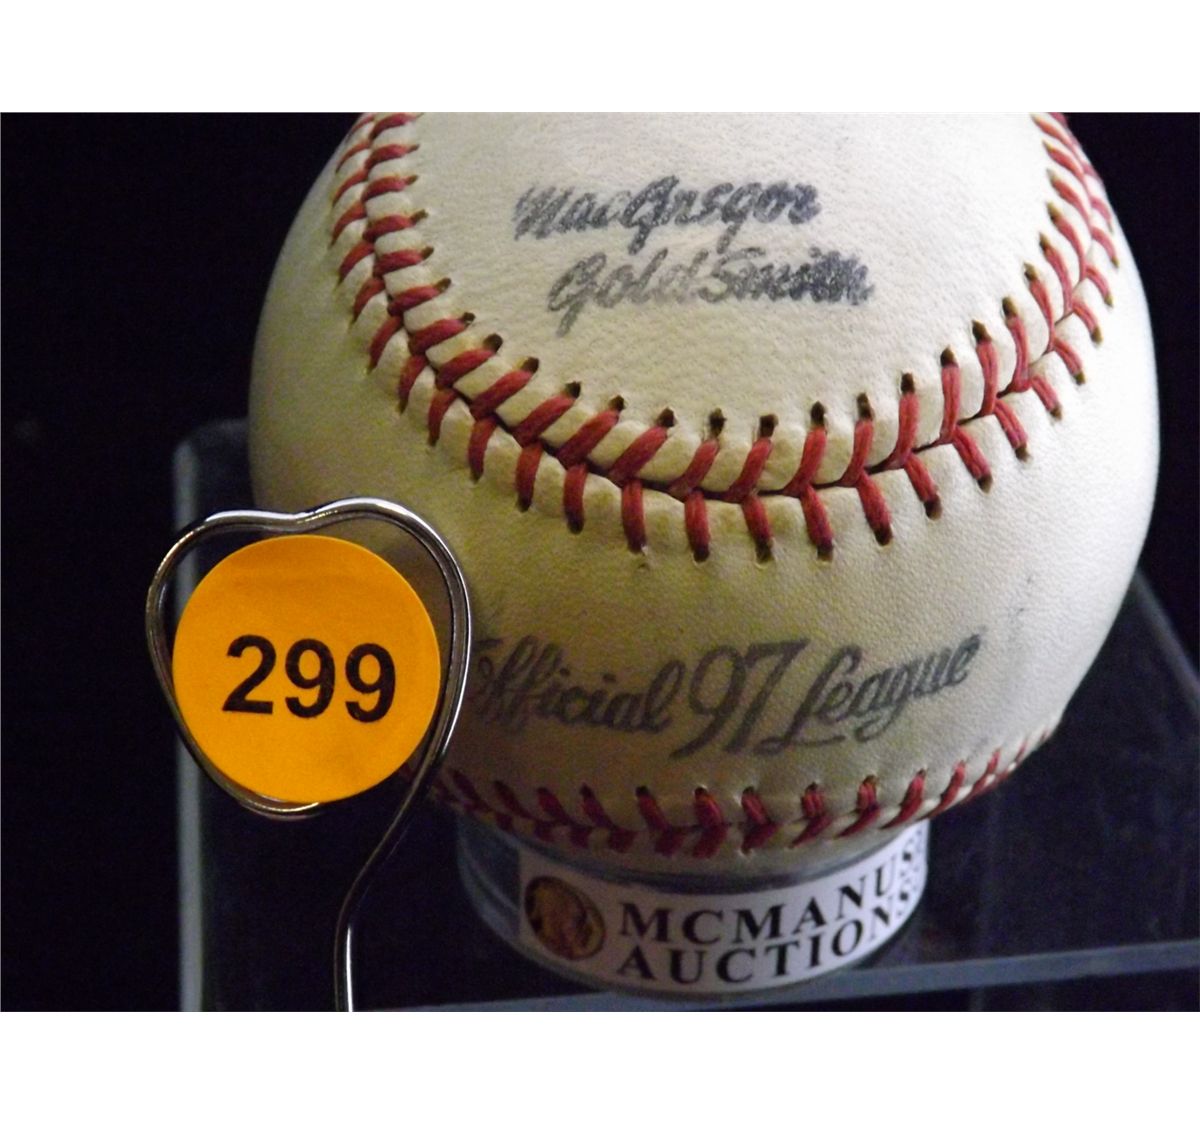 MacGregor
GoldSmith
299
Official 97 League
MCMANUS
AUCTIONS